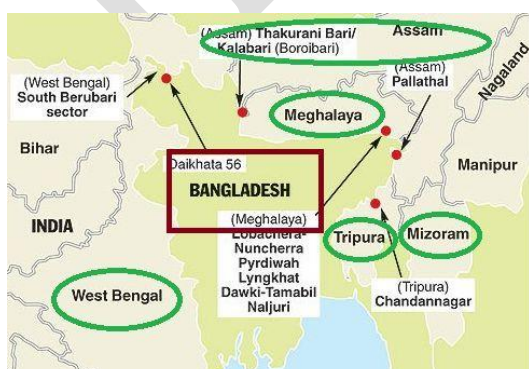 (Assam) Thakurani Bari/
Kalabari (Boroibari)
Assam
(West Bengal)
South Berubari
sector
(Assam)
Pallathal
Nagaland
Meghalaya
Bihar
Daikhata 56
Manipur
BANGLADESH
INDIA
(Meghalaya)
Lobachera-
Nuncherra
Pyrdiwah
Lyngkhat
Dawki-Tamabil
Naljuri
Tripura
Mizoram
West Bengal
(Tripura)
Chandannagar